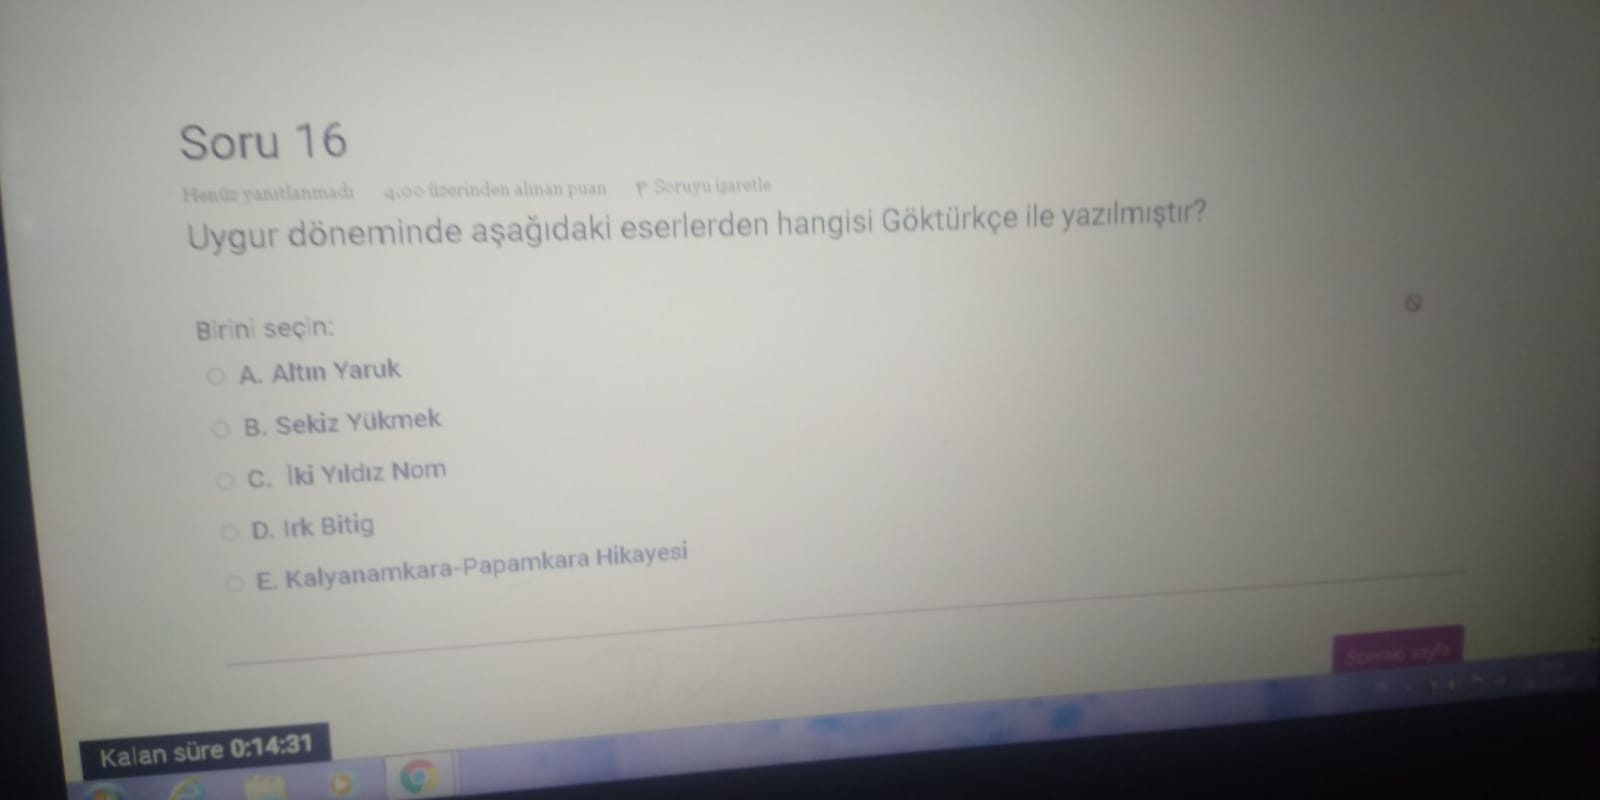 Soru 16
Henüz yanıtlanmadı 4,00 üzerinden alınan puan Soruyu işaretle
Uygur döneminde aşağıdaki eserlerden hangisi Göktürkçe ile yazılmıştır?
Birini seçin:
A. Altın Yaruk
B. Sekiz Yükmek
C. İki Yıldız Nom
D. Irk Bitig
E. Kalyanamkara-Papamkara Hikayesi
Sonraki sayfa
Kalan süre 0:14:31